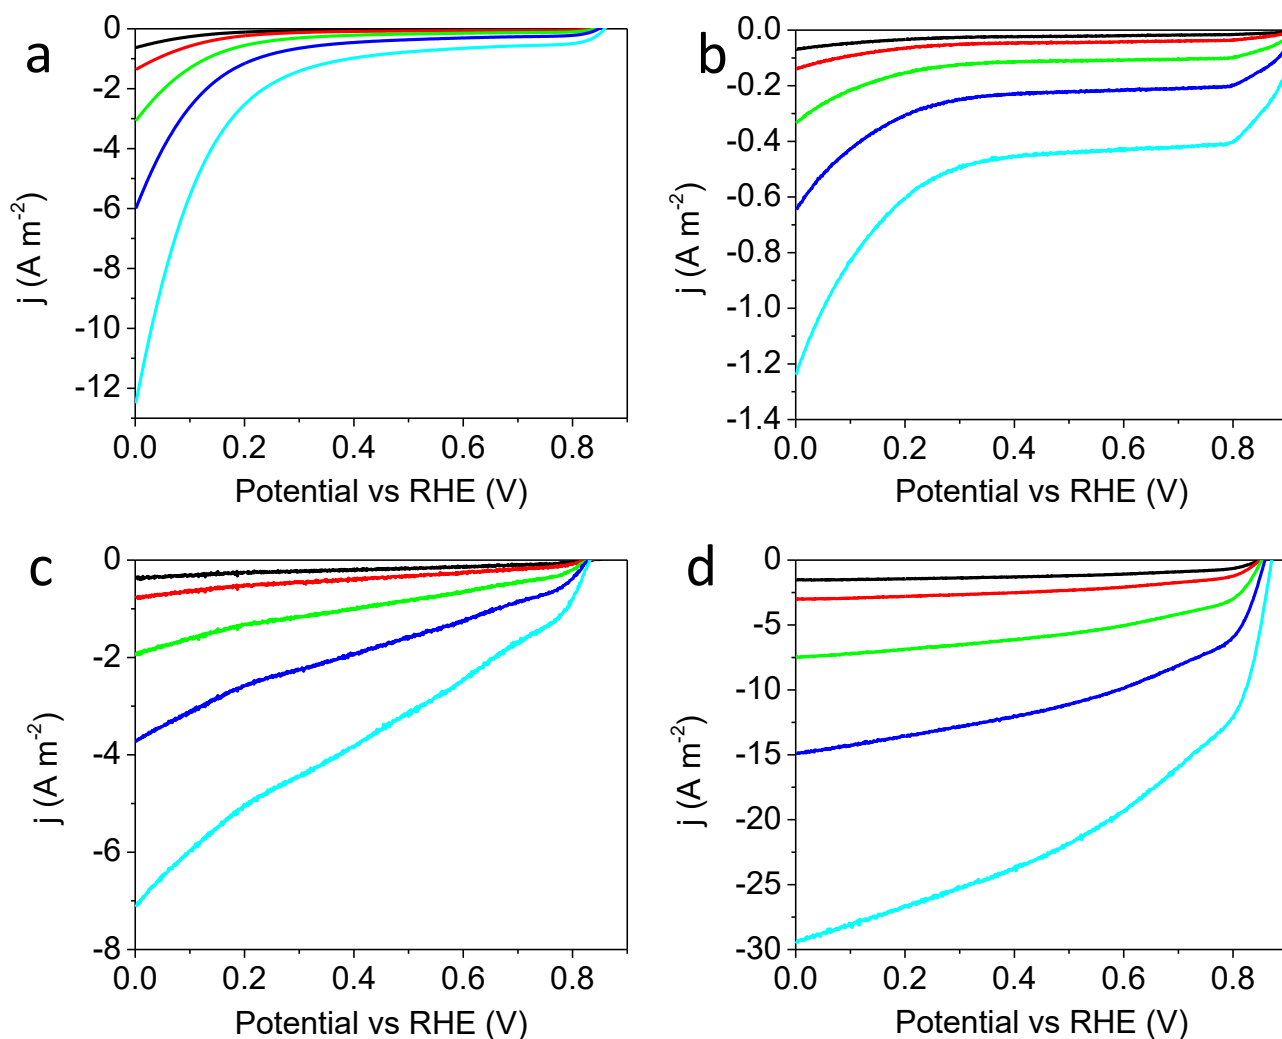 a
0
-2
-4
-6
-8
-10
-12
j (A m-2)
0.0 0.2 0.4 0.6 0.8
Potential vs RHE (V)
b
0.0
-0.2
-0.4
-0.6
-0.8
-1.0
-1.2
-1.4
j (A m-2)
0.0 0.2 0.4 0.6 0.8
Potential vs RHE (V)
c
0
-2
-4
-6
-8
j (A m-2)
0.0 0.2 0.4 0.6 0.8
Potential vs RHE (V)
d
0
-5
-10
-15
-20
-25
-30
j (A m-2)
0.0 0.2 0.4 0.6 0.8
Potential vs RHE (V)